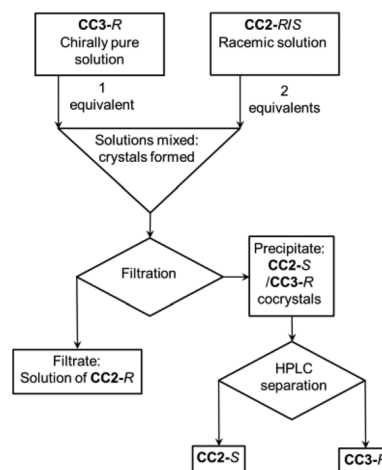 CC3-R
Chirally pure
solution
CC2-R/S
Racemic solution
1
equivalent
2
equivalents
Solutions mixed:
crystals formed
Filtration
Precipitate:
CC2-S
/CC3-R
cocrystals
Filtrate:
Solution of CC2-R
HPLC
separation
CC2-S